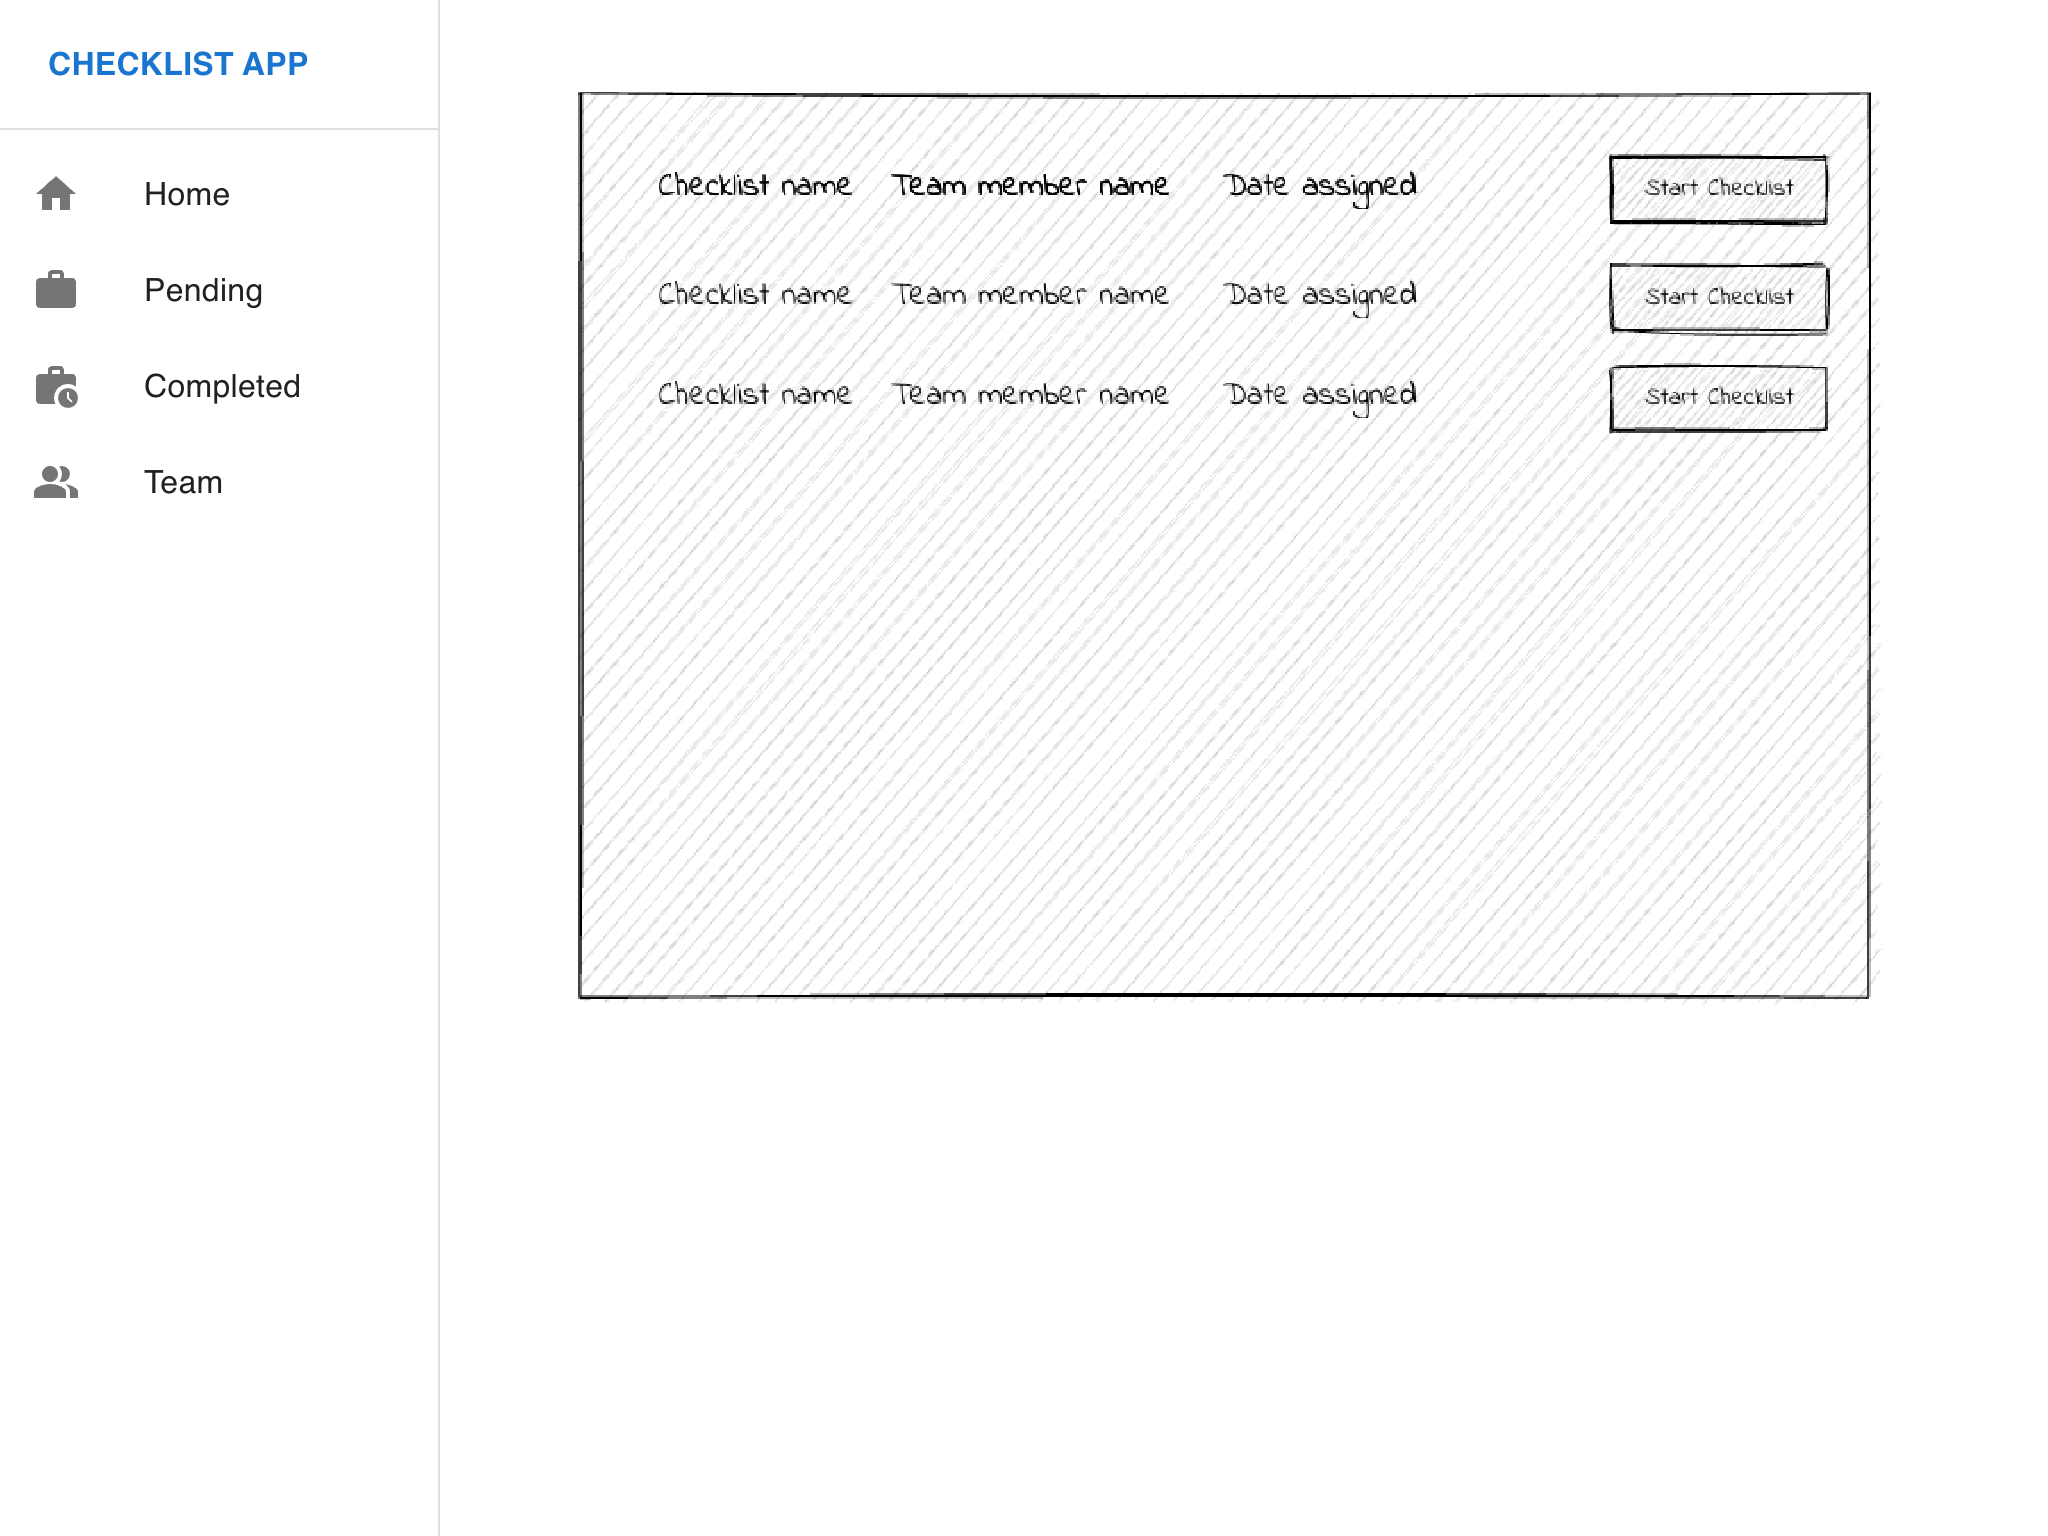 CHECKLIST APP
Home
Pending
Completed
Team
Checklist name Team member name Date assigned Start Checklist
Checklist name Team member name Date assigned Start Checklist
Checklist name Team member name Date assigned Start Checklist